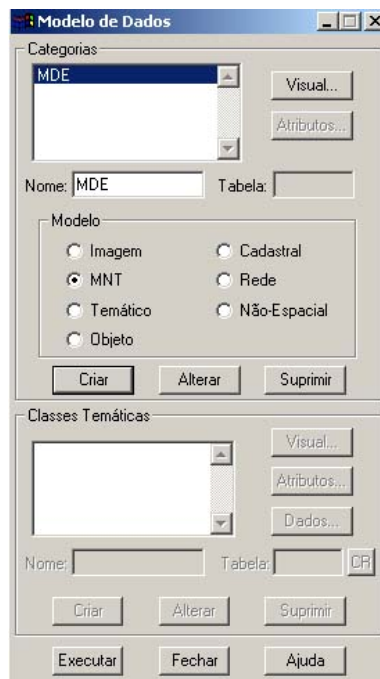 Modelo de Dados
Categorias
MDE
Visual...
Atributos...
Nome: MDE Tabela:
Modelo
Imagem Cadastral
MNT Rede
Temático Não-Espacial
Objeto
Criar Alterar Suprimir
Classes Temáticas
Visual...
Atributos...
Dados...
Nome: Tabela: CR
Criar Alterar Suprimir
Executar Fechar Ajuda